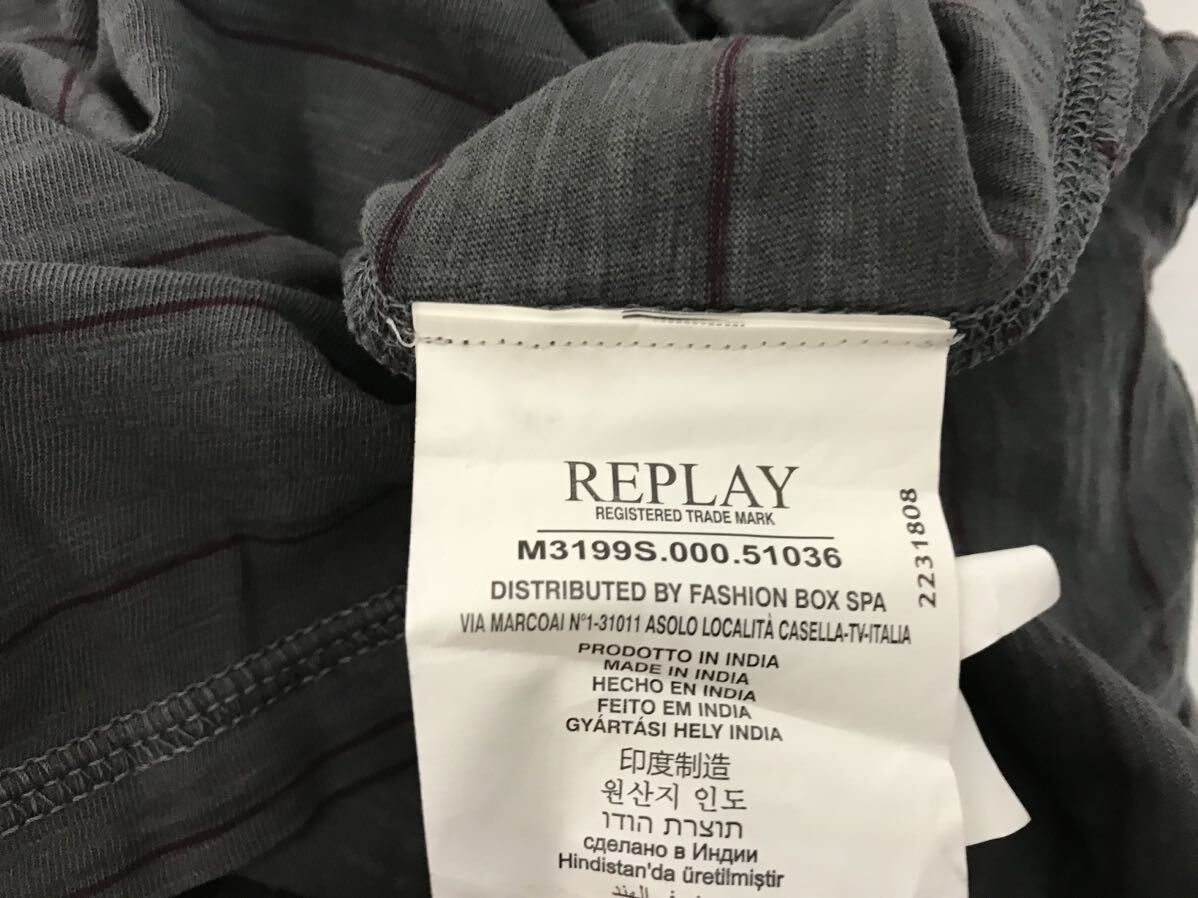 REPLAY
REGISTERED TRADE MARK
M3199S.000.51036
2231808
DISTRIBUTED BY FASHION BOX SPA
VIA MARCOAI N°1-31011 ASOLO LOCALITÀ CASELLA-TV-ITALIA
PRODOTTO IN INDIA
MADE IN INDIA
HECHO EN INDIA
FEITO EM INDIA
GYÁRTÁSI HELY INDIA
印度制造
원산지 인도
תוצרת הודו
сделано в Индии
Hindistan'da üretilmiştir